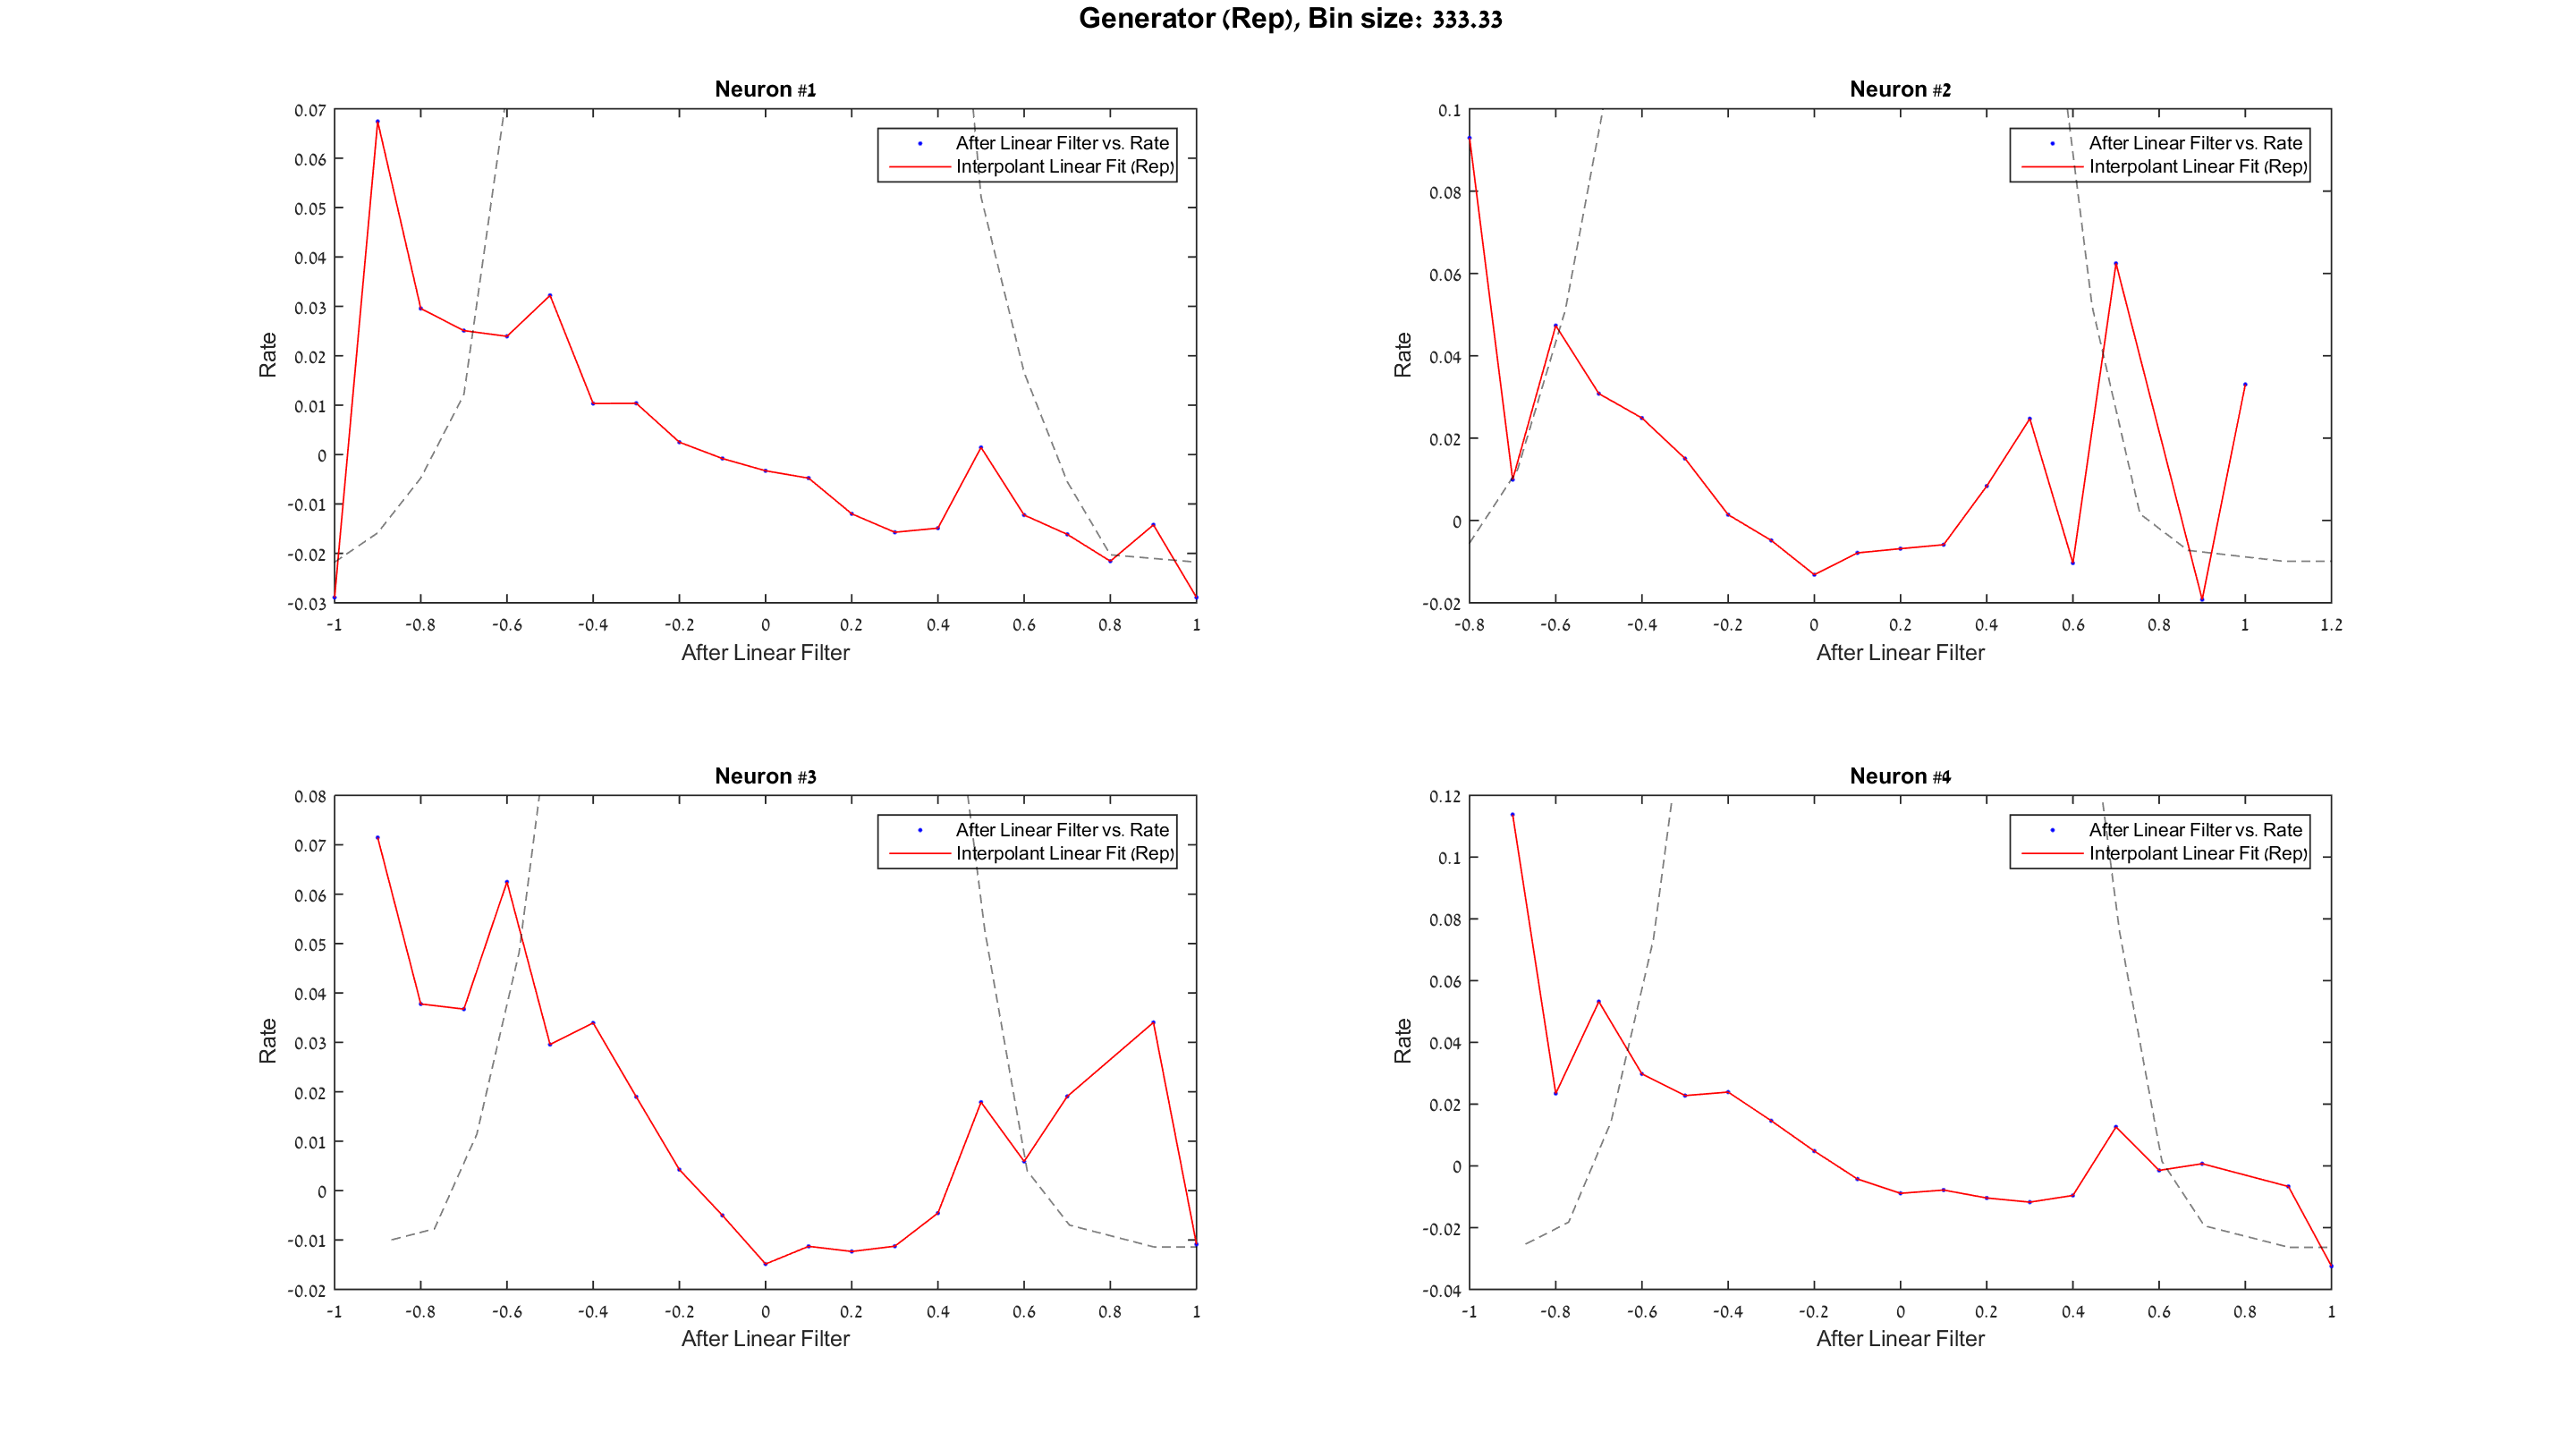 Generator (Rep), Bin size: 333.33
Neuron #1
0.07
0.06
0.05
0.04
0.03
0.02
0.01
0
-0.01
-0.02
-0.03
Rate
After Linear Filter vs. Rate
Interpolant Linear Fit (Rep)
-1 -0.8 -0.6 -0.4 -0.2 0 0.2 0.4 0.6 0.8 1
After Linear Filter
Neuron #2
0.1
0.08
0.06
0.04
0.02
0
-0.02
Rate
After Linear Filter vs. Rate
Interpolant Linear Fit (Rep)
-0.8 -0.6 -0.4 -0.2 0 0.2 0.4 0.6 0.8 1 1.2
After Linear Filter
Neuron #3
0.08
0.07
0.06
0.05
0.04
0.03
0.02
0.01
0
-0.01
-0.02
Rate
After Linear Filter vs. Rate
Interpolant Linear Fit (Rep)
-1 -0.8 -0.6 -0.4 -0.2 0 0.2 0.4 0.6 0.8 1
After Linear Filter
Neuron #4
0.12
0.1
0.08
0.06
0.04
0.02
0
-0.02
-0.04
Rate
After Linear Filter vs. Rate
Interpolant Linear Fit (Rep)
-1 -0.8 -0.6 -0.4 -0.2 0 0.2 0.4 0.6 0.8 1
After Linear Filter